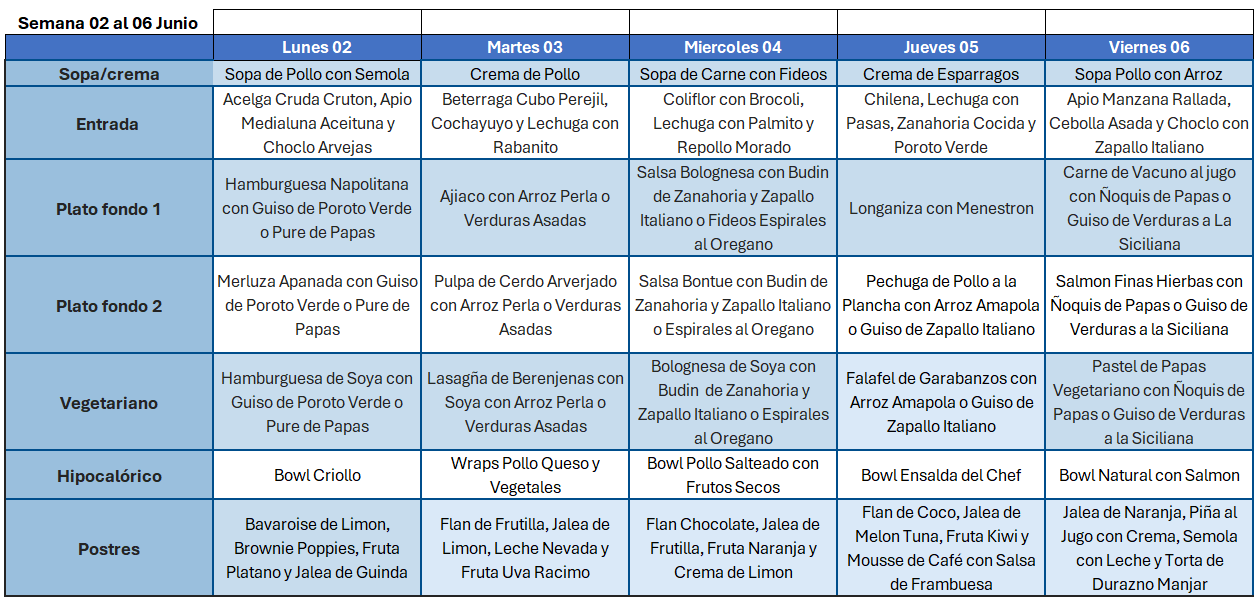 Semana 02 al 06 Junio
Lunes 02
Martes 03
Miercoles 04
Jueves 05
Viernes 06
Sopa/crema
Sopa de Pollo con Semola
Crema de Pollo
Sopa de Carne con Fideos
Crema de Esparragos
Sopa Pollo con Arroz
Entrada
Acelga Cruda Cruton, Apio
Medialuna Aceituna y
Choclo Arvejas
Beterraga Cubo Perejil,
Cochayuyo y Lechuga con
Rabanito
Coliflor con Brocoli,
Lechuga con Palmito y
Repollo Morado
Chilena, Lechuga con
Pasas, Zanahoria Cocida y
Poroto Verde
Apio Manzana Rallada,
Cebolla Asada y Choclo con
Zapallo Italiano
Plato fondo 1
Hamburguesa Napolitana
con Guiso de Poroto Verde
o Pure de Papas
Ajiaco con Arroz Perla o
Verduras Asadas
Salsa Bolognesa con Budin
de Zanahoria y Zapallo
Italiano o Fideos Espirales
al Oregano
Longaniza con Menestron
Carne de Vacuno al jugo
con Ñoquis de Papas o
Guiso de Verduras a La
Siciliana
Plato fondo 2
Merluza Apanada con Guiso
de Poroto Verde o Pure de
Papas
Pulpa de Cerdo Arverjado
con Arroz Perla o Verduras
Asadas
Salsa Bontue con Budin de
Zanahoria y Zapallo Italiano
o Espirales al Oregano
Pechuga de Pollo a la
Plancha con Arroz Amapola
o Guiso de Zapallo Italiano
Salmon Finas Hierbas con
Ñoquis de Papas o Guiso de
Verduras a la Siciliana
Vegetariano
Hamburguesa de Soya con
Guiso de Poroto Verde o
Pure de Papas
Lasagña de Berenjenas con
Soya con Arroz Perla o
Verduras Asadas
Bolognesa de Soya con
Budin de Zanahoria y
Zapallo Italiano o Espirales
al Oregano
Falafel de Garabanzos con
Arroz Amapola o Guiso de
Zapallo Italiano
Pastel de Papas
Vegetariano con Ñoquis de
Papas o Guiso de Verduras
a la Siciliana
Hipocalórico
Bowl Criollo
Wraps Pollo Queso y
Vegetales
Bowl Pollo Salteado con
Frutos Secos
Bowl Ensalda del Chef
Bowl Natural con Salmon
Postres
Bavaroise de Limon,
Brownie Poppies, Fruta
Platano y Jalea de Guinda
Flan de Frutilla, Jalea de
Limon, Leche Nevada y
Fruta Uva Racimo
Flan Chocolate, Jalea de
Frutilla, Fruta Naranja y
Crema de Limon
Flan de Coco, Jalea de
Melon Tuna, Fruta Kiwi y
Mousse de Café con Salsa
de Frambuesa
Jalea de Naranja, Piña al
Jugo con Crema, Semola
con Leche y Torta de
Durazno Manjar